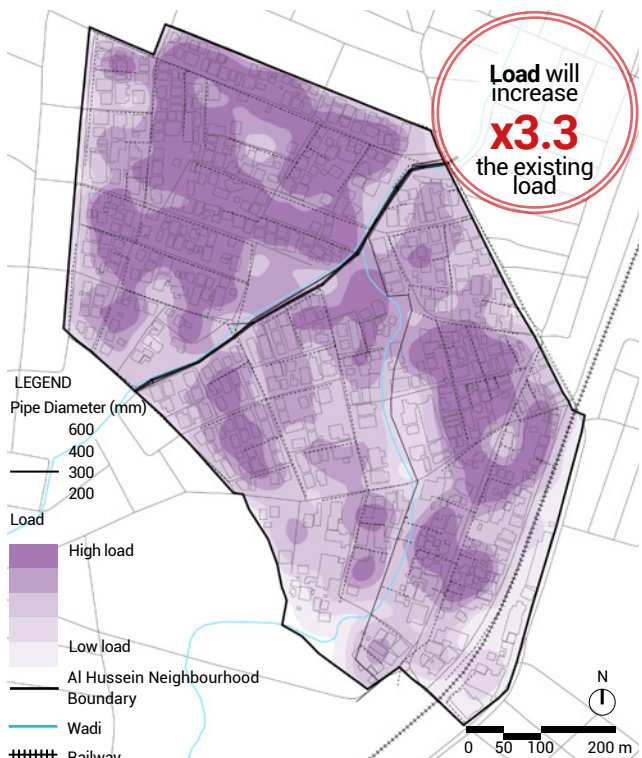 Load will
increase
x3.3
the existing
load
LEGEND
Pipe Diameter (mm)
600
400
300
200
Load
High load
Low load
Al Hussein Neighbourhood
Boundary
Wadi
Railway
N
0 50 100 200 m